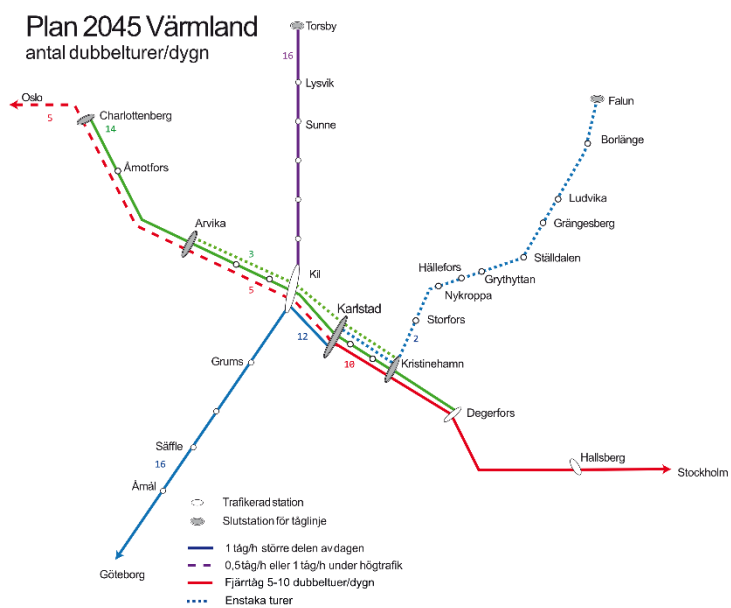 Plan 2045 Värmland
antal dubbelturer/dygn
Torsby
16
Lysvik
Sunne
Oslo
5
Charlottenberg
14
Åmotfors
Arvika
3
5
Kil
Falun
Borlänge
Ludvika
Grängesberg
Ställdalen
Hällefors
Grythyttan
Nykroppa
Storfors
2
Karlstad
12
10
Kristinehamn
Degerfors
Hallsberg
Stockholm
Grums
Säffle
16
Åmål
Göteborg
Trafikerad station
Slutstation för tåglinje
1 tåg/h större delen av dagen
0,5tåg/h eller 1 tåg/h under högtrafik
Fjärrtåg 5-10 dubbeltuer/dygn
Enstaka turer